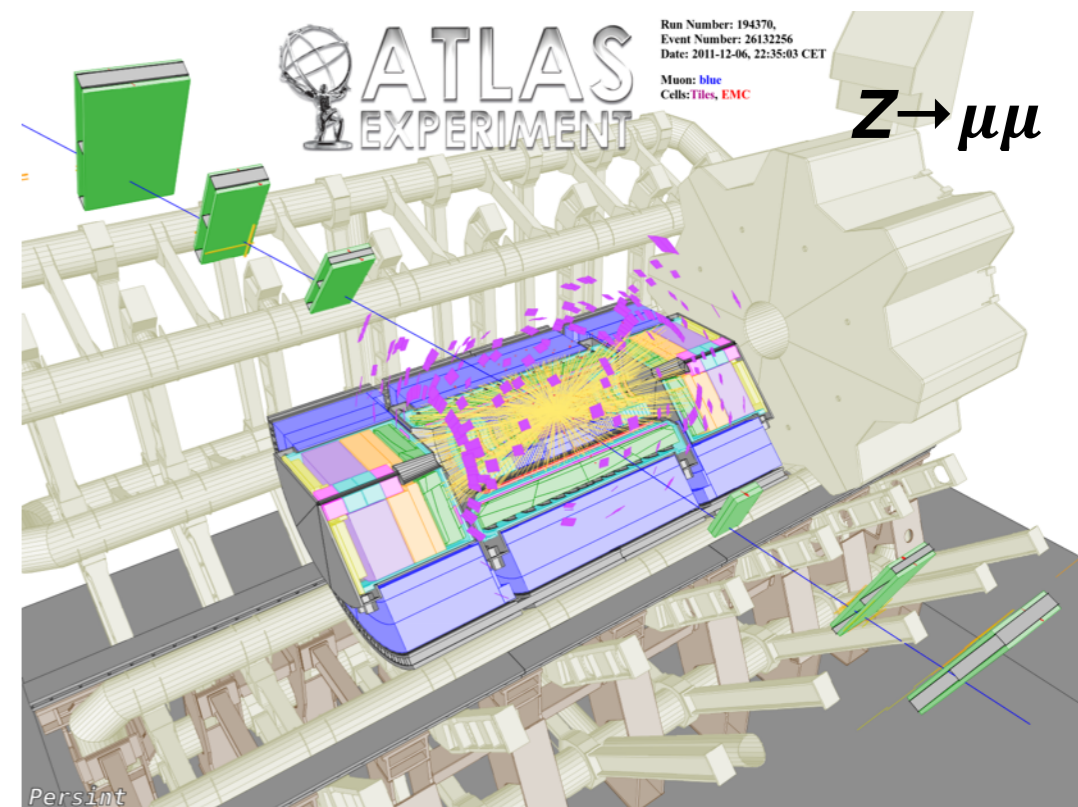 ATLAS
EXPERIMENT
Run Number: 194370,
Event Number: 26132256
Date: 2011-12-06, 22:35:03 CET
Muon: blue
Cells:Tiles, EMC
Z→μμ
Persint